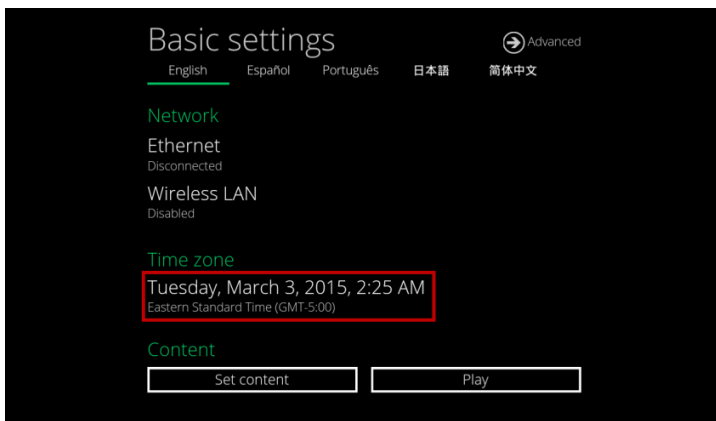 Basic settings
Advanced
English Español Português 日本語 简体中文
Network
Ethernet
Disconnected
Wireless LAN
Disabled
Time zone
Tuesday, March 3, 2015, 2:25 AM
Eastern Standard Time (GMT-5:00)
Content
Set content Play